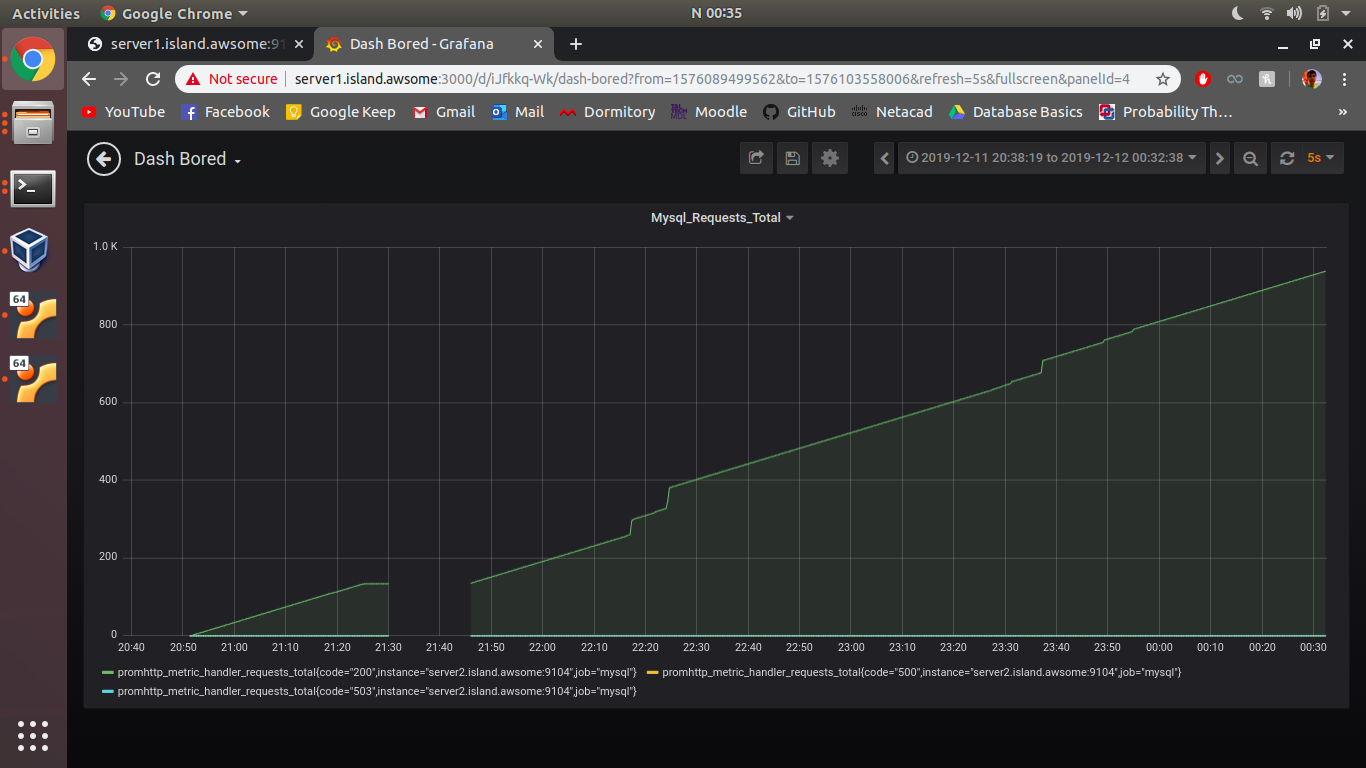 Activities Google Chrome N 00:35
server1.island.awsome:91 Dash Bored - Grafana
Not secure server1.island.awsome:3000/d/iJfkkq-Wk/dash-bored?from=1576089499562&to=1576103558006&refresh=5s&fullscreen&panelId=4
YouTube Facebook Google Keep Gmail Mail Dormitory Moodle GitHub Netacad Database Basics Probability Th… »
Dash Bored 2019-12-11 20:38:19 to 2019-12-12 00:32:38 5s
Mysql_Requests_Total
1.0 K
800
600
400
200
0
20:40 20:50 21:00 21:10 21:20 21:30 21:40 21:50 22:00 22:10 22:20 22:30 22:40 22:50 23:00 23:10 23:20 23:30 23:40 23:50 00:00 00:10 00:20 00:30
promhttp_metric_handler_requests_total{code="200",instance="server2.island.awsome:9104",job="mysql"} promhttp_metric_handler_requests_total{code="500",instance="server2.island.awsome:9104",job="mysql"}
promhttp_metric_handler_requests_total{code="503",instance="server2.island.awsome:9104",job="mysql"}
64
64